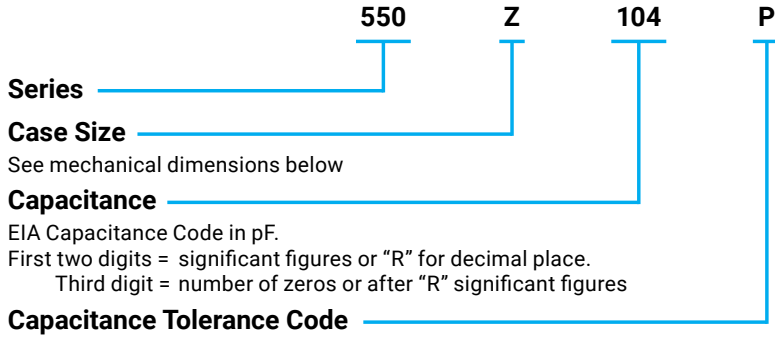 550 Z 104 P
Series
Case Size
See mechanical dimensions below
Capacitance
EIA Capacitance Code in pF.
First two digits = significant figures or “R” for decimal place.
Third digit = number of zeros or after “R” significant figures
Capacitance Tolerance Code